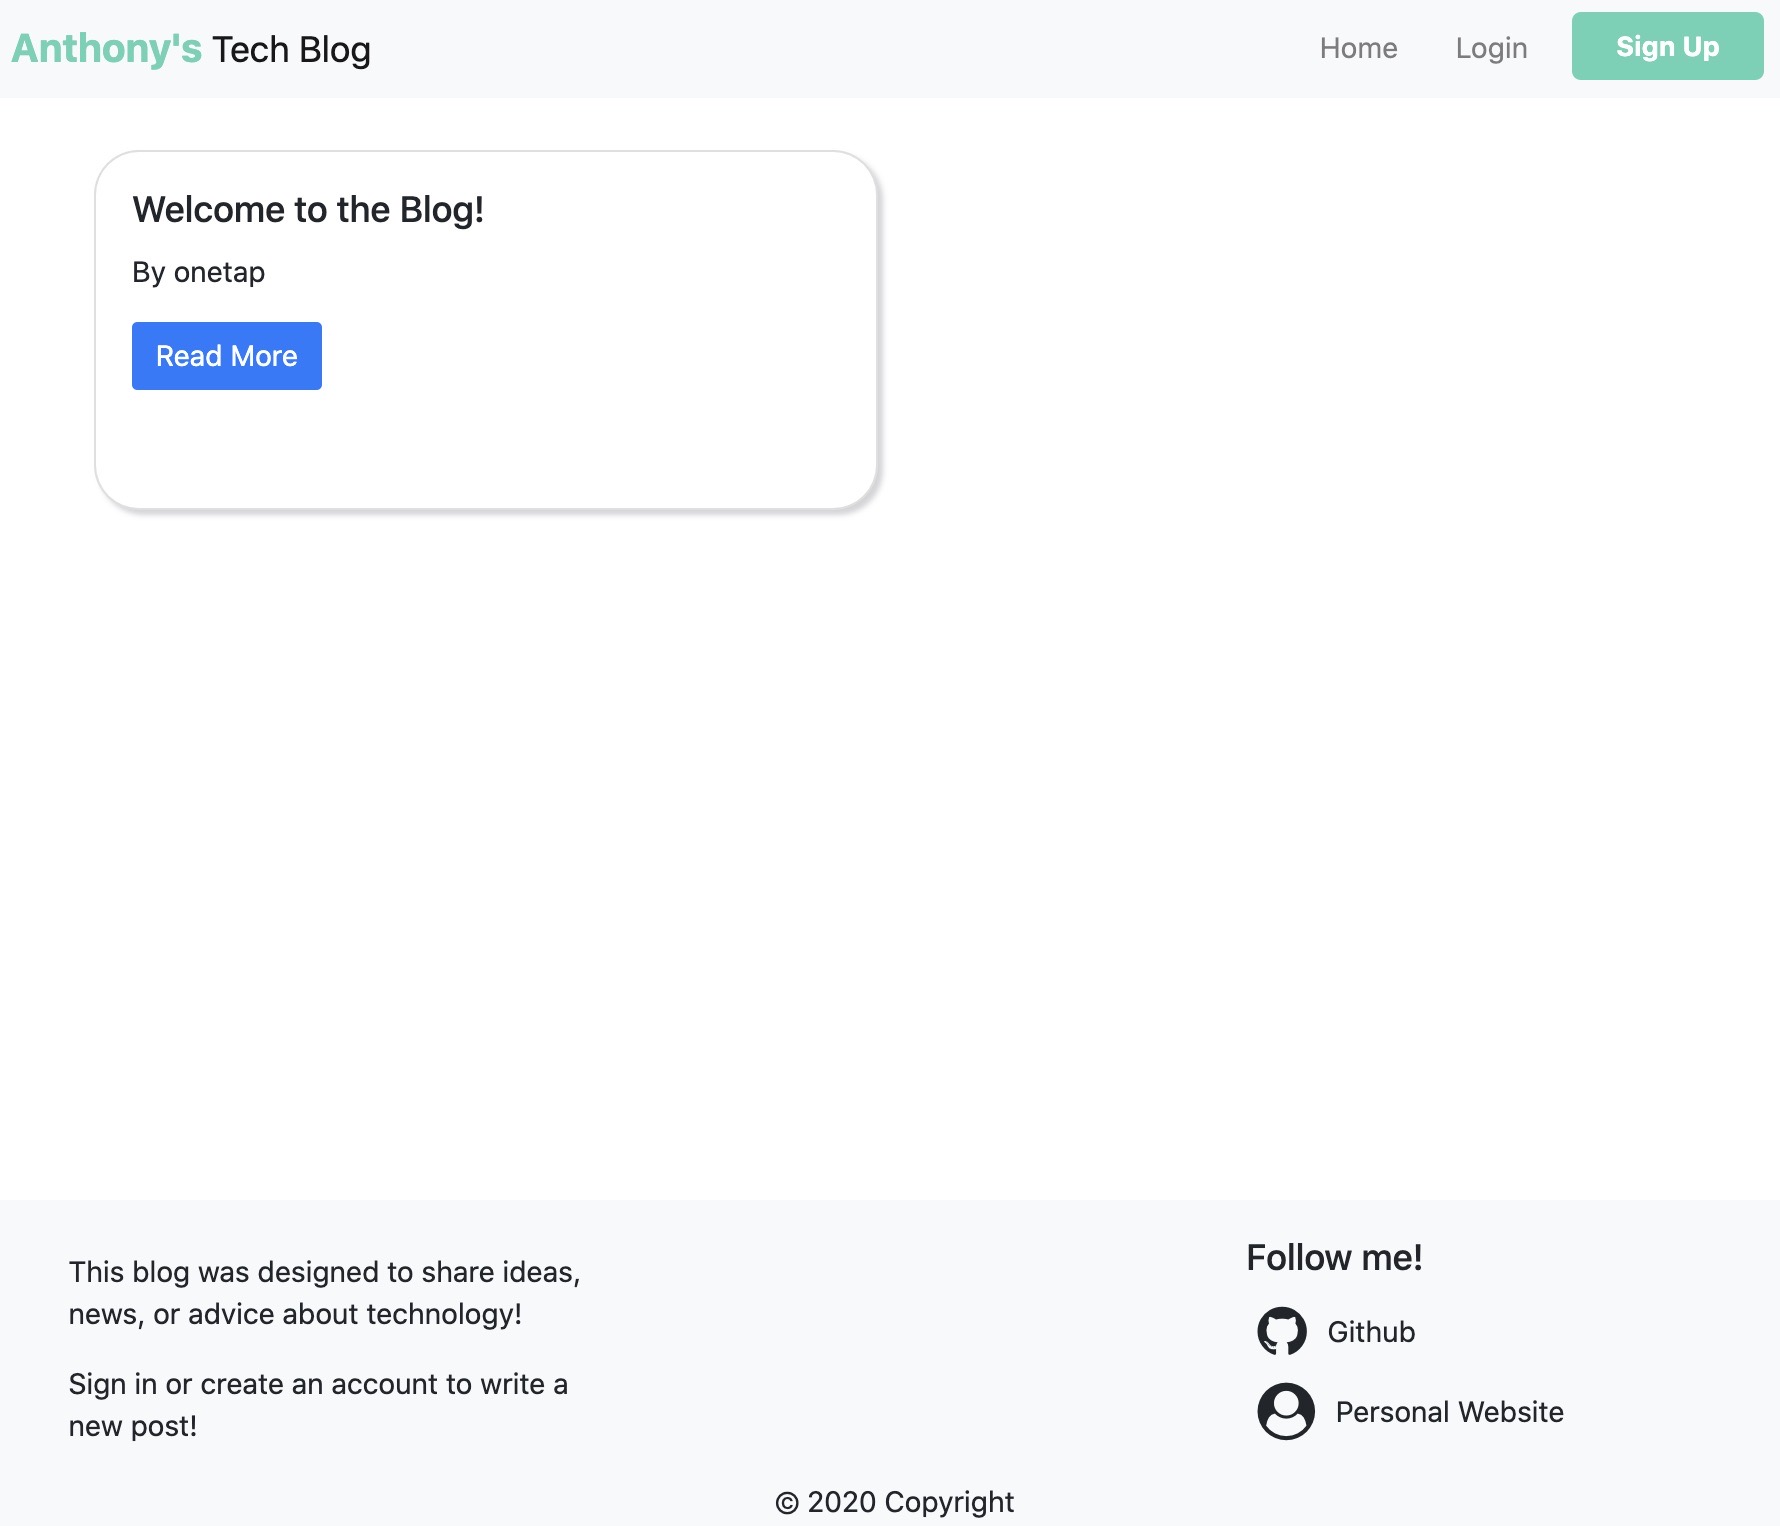 Anthony's Tech Blog
Home
Login
Sign Up
Welcome to the Blog!
By onetap
Read More
This blog was designed to share ideas,
news, or advice about technology!
Sign in or create an account to write a
new post!
Follow me!
Github
Personal Website
© 2020 Copyright